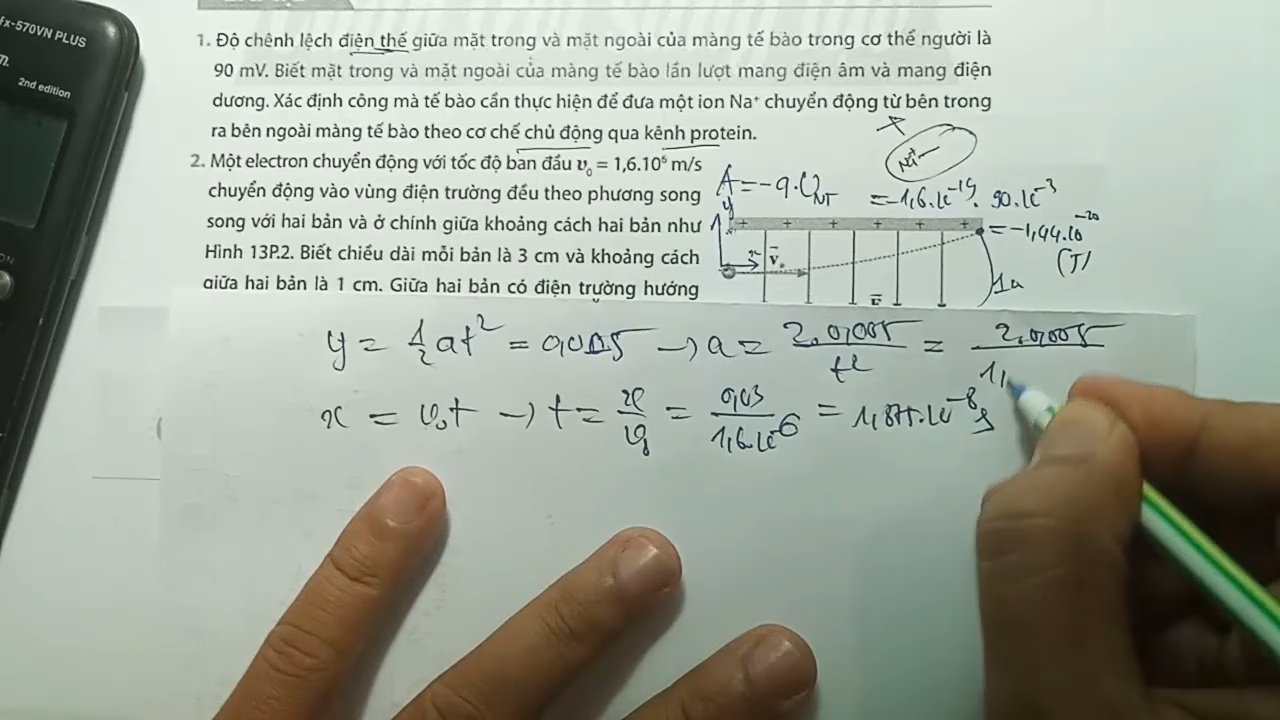 fx-570VN PLUS
2nd edition
ON
1. Độ chênh lệch điện thế giữa mặt trong và mặt ngoài của màng tế bào trong cơ thể người là
90 mV. Biết mặt trong và mặt ngoài của màng tế bào lần lượt mang điện âm và mang điện
dương. Xác định công mà tế bào cần thực hiện để đưa một ion Na⁺ chuyển động từ bên trong
ra bên ngoài màng tế bào theo cơ chế chủ động qua kênh protein.
2. Một electron chuyển động với tốc độ ban đầu v₀ = 1,6.10⁶ m/s
chuyển động vào vùng điện trường đều theo phương song
song với hai bản và ở chính giữa khoảng cách hai bản như
Hình 13P.2. Biết chiều dài mỗi bản là 3 cm và khoảng cách
giữa hai bản là 1 cm. Giữa hai bản có điện trường hướng
Na⁺
A = -q.U_NT = -1,6.10⁻¹⁹. 90.10⁻³
= -1,44.10⁻²⁰
(J)
y
+ + + + + +
x v₀
E
y = 1/2 at² = 0,005 → a = 2.0,005/t² = 2.0,005/1,
x = v₀t → t = x/v₀ = 0,03/1,6.10⁶ = 1,875.10⁻⁸ s